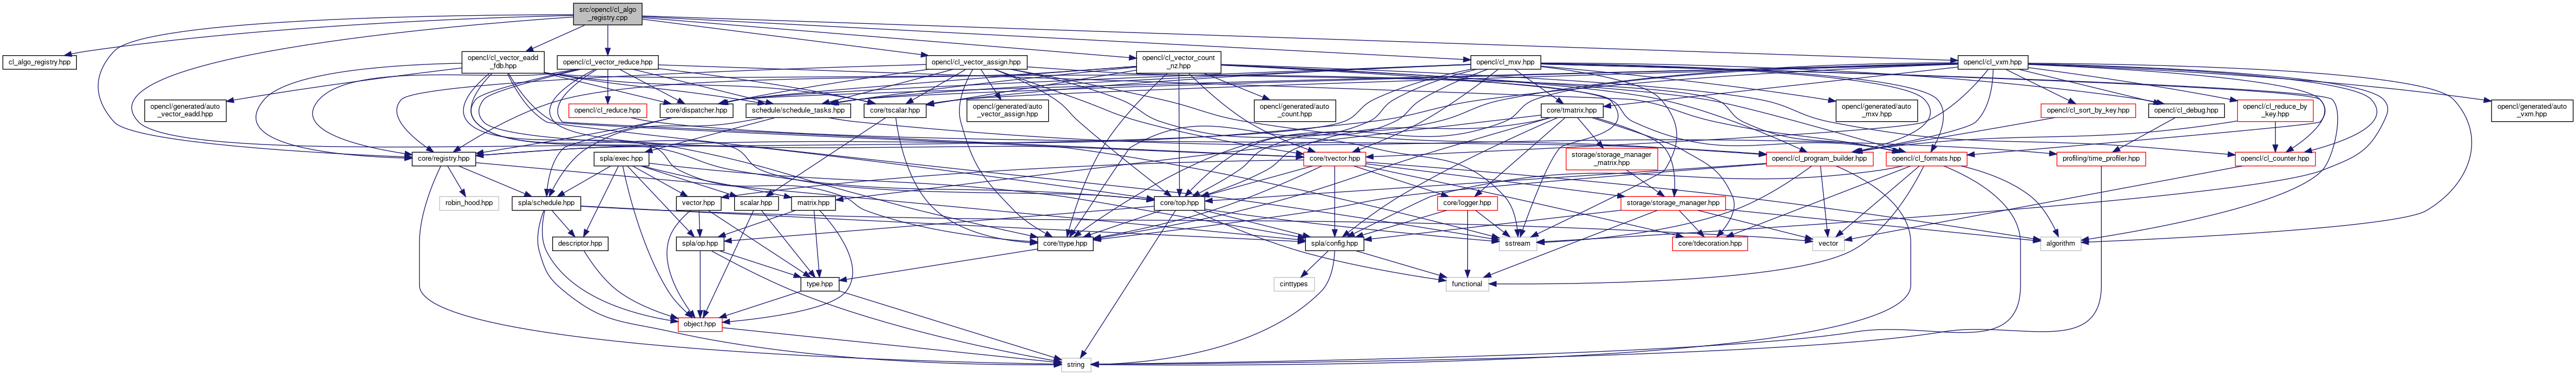 src/opencl/cl_algo
_registry.cpp
cl_algo_registry.hpp
opencl/cl_vector_eadd
_fdb.hpp
opencl/cl_vector_reduce.hpp
opencl/cl_vector_assign.hpp
opencl/cl_vector_count
_nz.hpp
opencl/cl_mxv.hpp
opencl/cl_vxm.hpp
opencl/generated/auto
_vector_eadd.hpp
opencl/cl_reduce.hpp
core/dispatcher.hpp
schedule/schedule_tasks.hpp
core/tscalar.hpp
opencl/generated/auto
_vector_assign.hpp
opencl/generated/auto
_count.hpp
core/tmatrix.hpp
opencl/generated/auto
_mxv.hpp
opencl/cl_sort_by_key.hpp
opencl/cl_debug.hpp
opencl/cl_reduce_by
_key.hpp
opencl/generated/auto
_vxm.hpp
core/registry.hpp
spla/exec.hpp
core/tvector.hpp
storage/storage_manager
_matrix.hpp
opencl/cl_program_builder.hpp
opencl/cl_formats.hpp
profiling/time_profiler.hpp
opencl/cl_counter.hpp
robin_hood.hpp
spla/schedule.hpp
vector.hpp
scalar.hpp
matrix.hpp
core/top.hpp
core/logger.hpp
storage/storage_manager.hpp
descriptor.hpp
spla/op.hpp
core/ttype.hpp
spla/config.hpp
sstream
core/tdecoration.hpp
vector
algorithm
type.hpp
cinttypes
functional
object.hpp
string